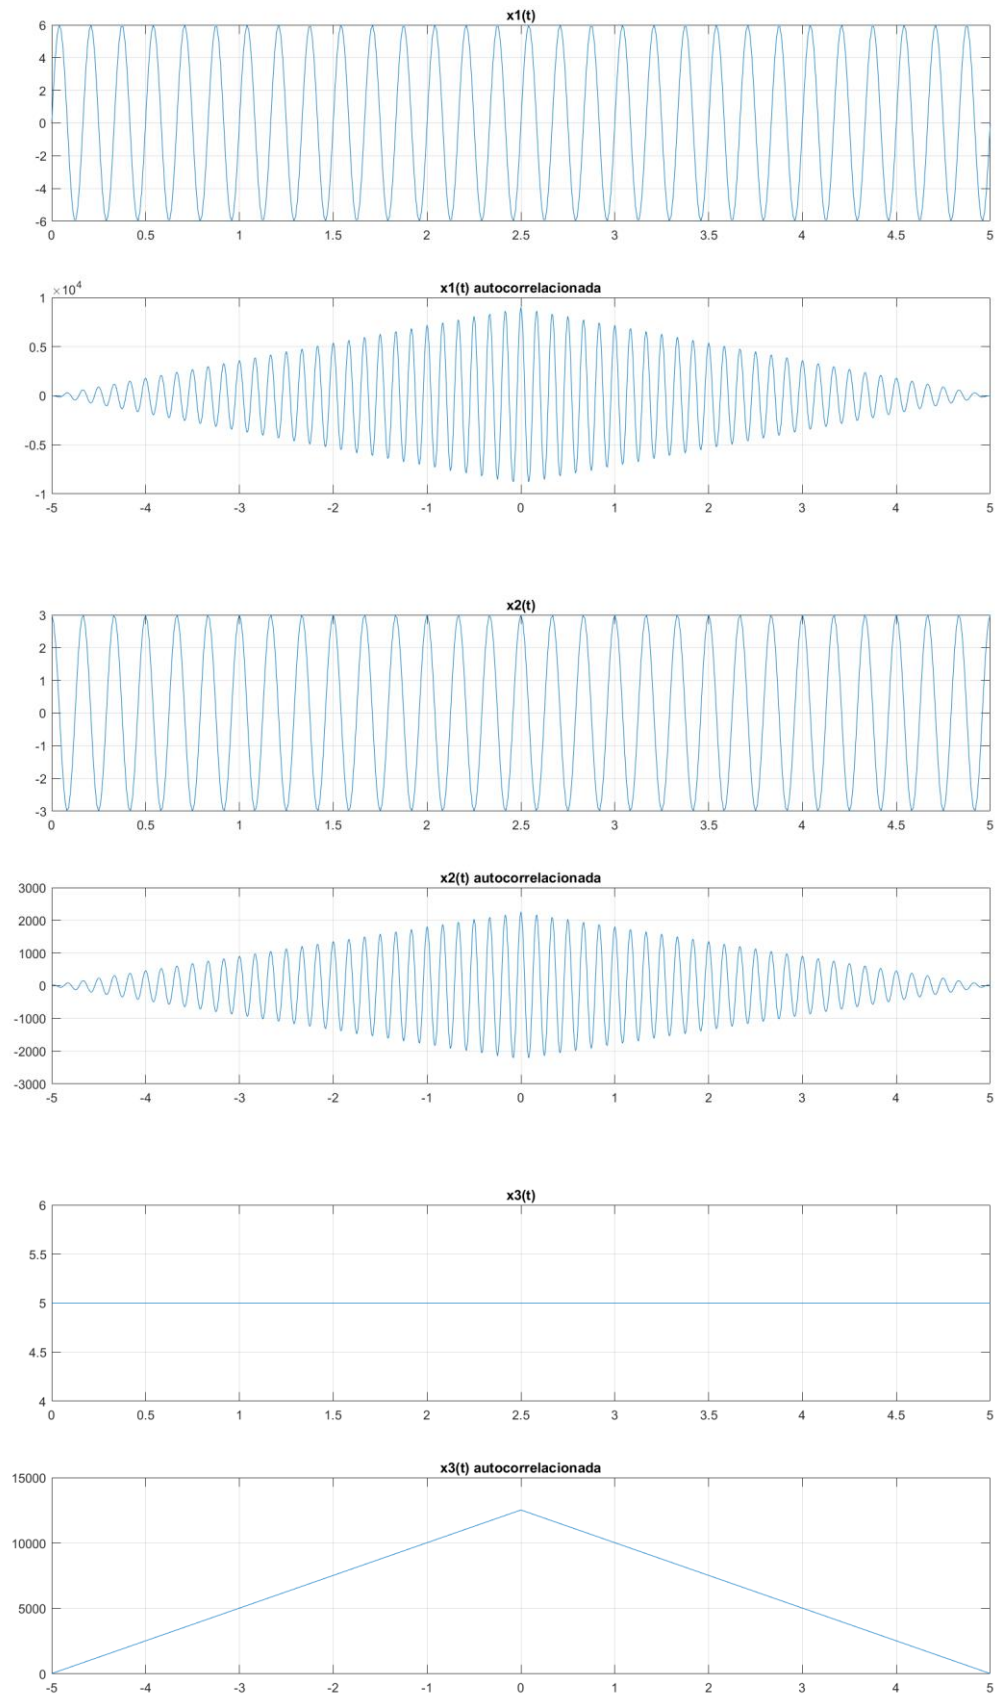 x1(t)
6
4
2
0
-2
-4
-6
0 0.5 1 1.5 2 2.5 3 3.5 4 4.5 5
×10⁴ x1(t) autocorrelacionada
1
0.5
0
-0.5
-1
-5 -4 -3 -2 -1 0 1 2 3 4 5
x2(t)
3
2
1
0
-1
-2
-3
0 0.5 1 1.5 2 2.5 3 3.5 4 4.5 5
x2(t) autocorrelacionada
3000
2000
1000
0
-1000
-2000
-3000
-5 -4 -3 -2 -1 0 1 2 3 4 5
x3(t)
6
5.5
5
4.5
4
0 0.5 1 1.5 2 2.5 3 3.5 4 4.5 5
x3(t) autocorrelacionada
15000
10000
5000
0
-5 -4 -3 -2 -1 0 1 2 3 4 5